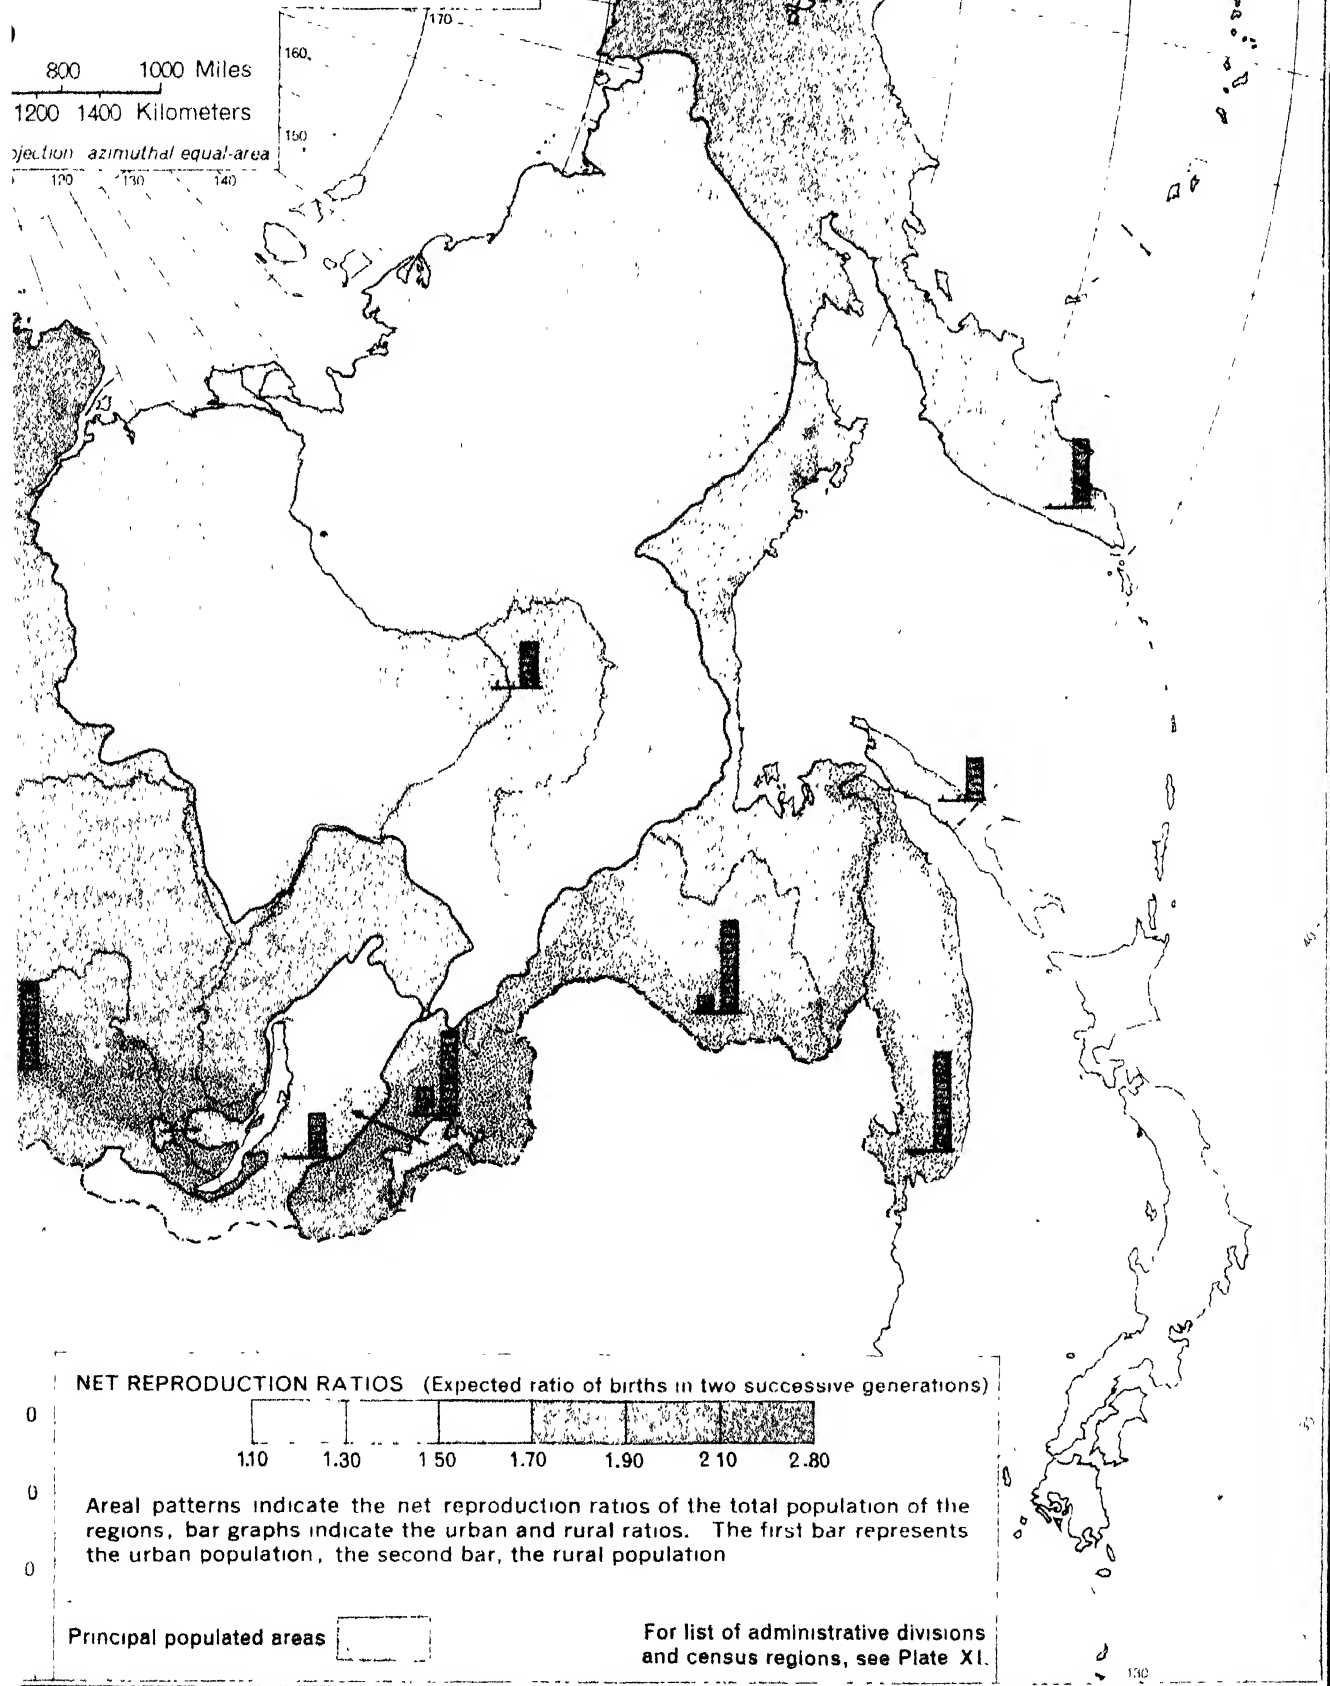 170
160
800 1000 Miles
1200 1400 Kilometers
150
azimuthal equal-area
130 140
NET REPRODUCTION RATIOS (Expected ratio of births in two successive generations)
1.10 1.30 1 50 1.70 1.90 2 10 2.80
Areal patterns indicate the net reproduction ratios of the total population of the
regions, bar graphs indicate the urban and rural ratios. The first bar represents
the urban population, the second bar, the rural population
0
0
0
Principal populated areas
For list of administrative divisions
and census regions, see Plate XI.
130